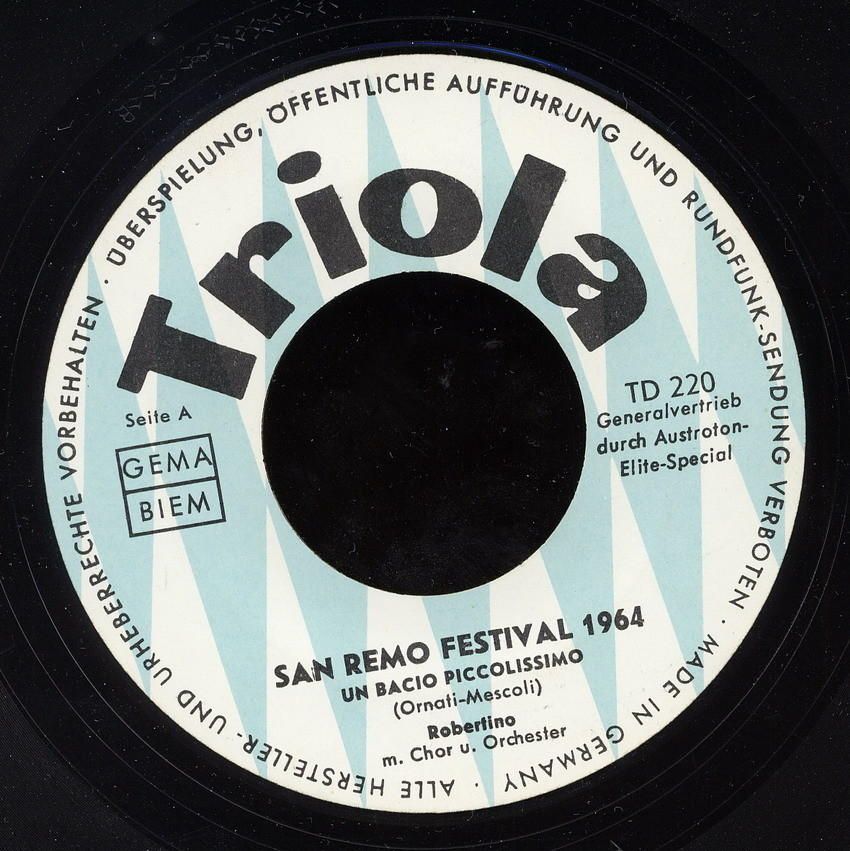 ALLE HERSTELLER- UND URHEBERRECHTE VORBEHALTEN · ÜBERSPIELUNG, ÖFFENTLICHE AUFFÜHRUNG UND RUNDFUNK-SENDUNG VERBOTEN · MADE IN GERMANY ·
Triola
Seite A
GEMA
BIEM
TD 220
Generalvertrieb
durch Austroton-
Elite-Special
SAN REMO FESTIVAL 1964
UN BACIO PICCOLISSIMO
(Ornati-Mescoli)
Robertino
m. Chor u. Orchester